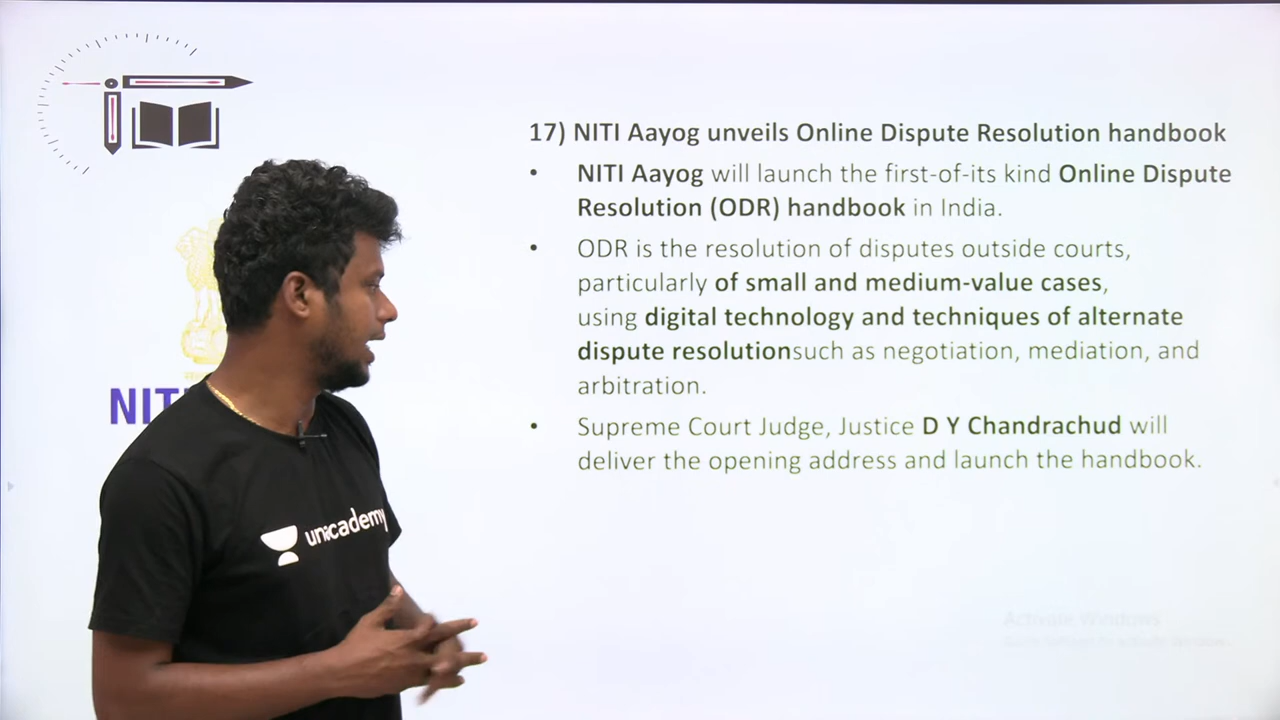 17) NITI Aayog unveils Online Dispute Resolution handbook
• NITI Aayog will launch the first-of-its kind Online Dispute
Resolution (ODR) handbook in India.
• ODR is the resolution of disputes outside courts,
particularly of small and medium-value cases,
using digital technology and techniques of alternate
dispute resolutionsuch as negotiation, mediation, and
arbitration.
• Supreme Court Judge, Justice D Y Chandrachud will
deliver the opening address and launch the handbook.
NIT
unacademy
Activate Windows